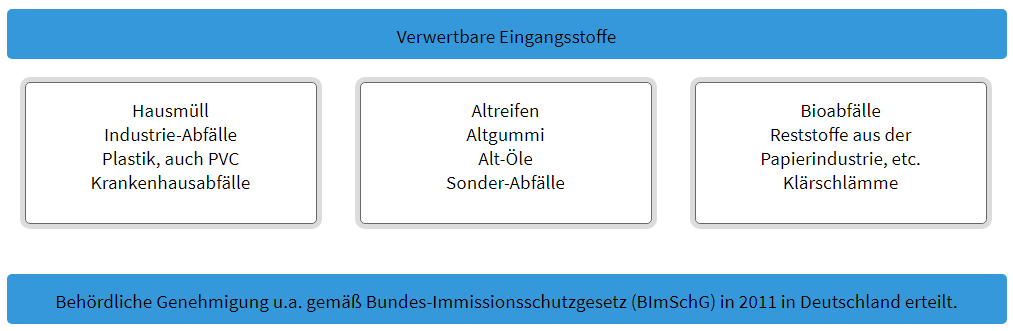 Verwertbare Eingangsstoffe
Hausmüll
Industrie-Abfälle
Plastik, auch PVC
Krankenhausabfälle
Altreifen
Altgummi
Alt-Öle
Sonder-Abfälle
Bioabfälle
Reststoffe aus der
Papierindustrie, etc.
Klärschlämme
Behördliche Genehmigung u.a. gemäß Bundes-Immissionsschutzgesetz (BImSchG) in 2011 in Deutschland erteilt.